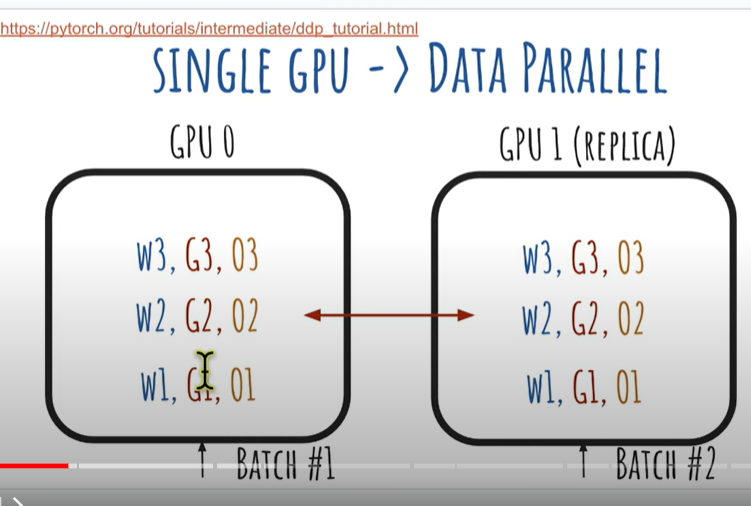 https://pytorch.org/tutorials/intermediate/ddp_tutorial.html
SINGLE GPU -> DATA PARALLEL
GPU 0
GPU 1 (REPLICA)
W3, G3, O3
W2, G2, O2
W1, G1, O1
W3, G3, O3
W2, G2, O2
W1, G1, O1
BATCH #1
BATCH #2